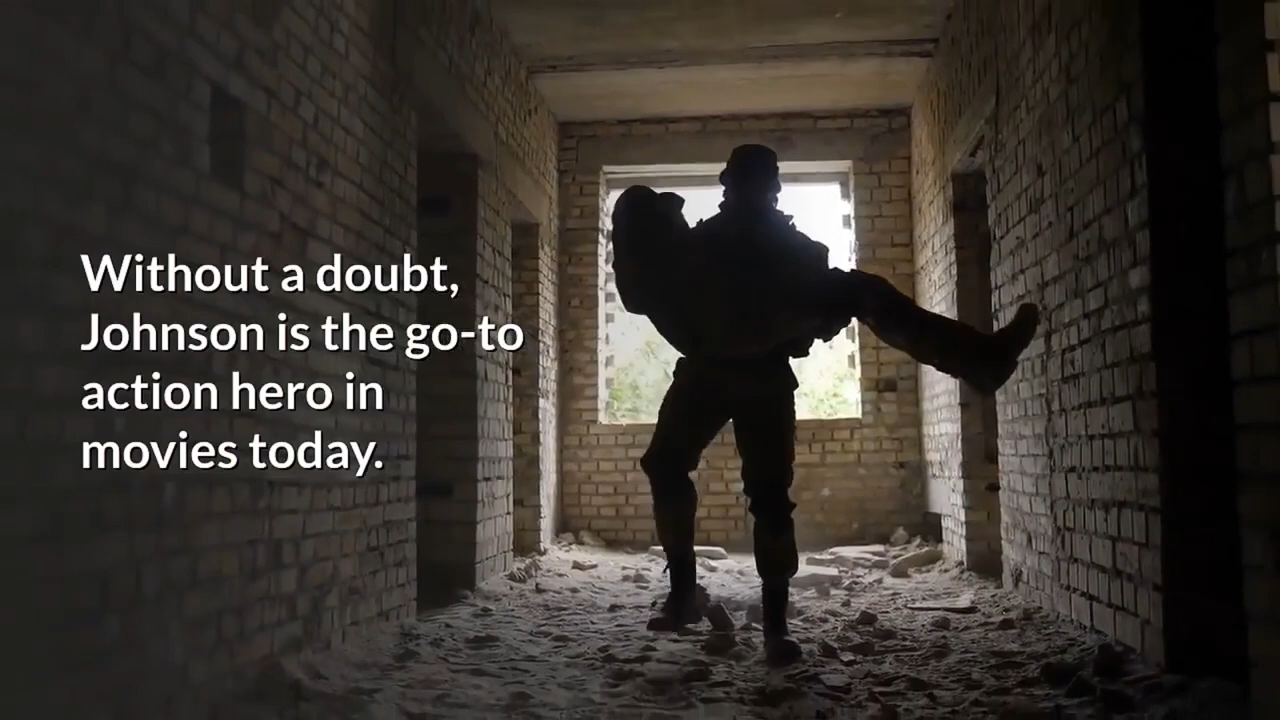 Without a doubt,
Johnson is the go-to
action hero in
movies today.